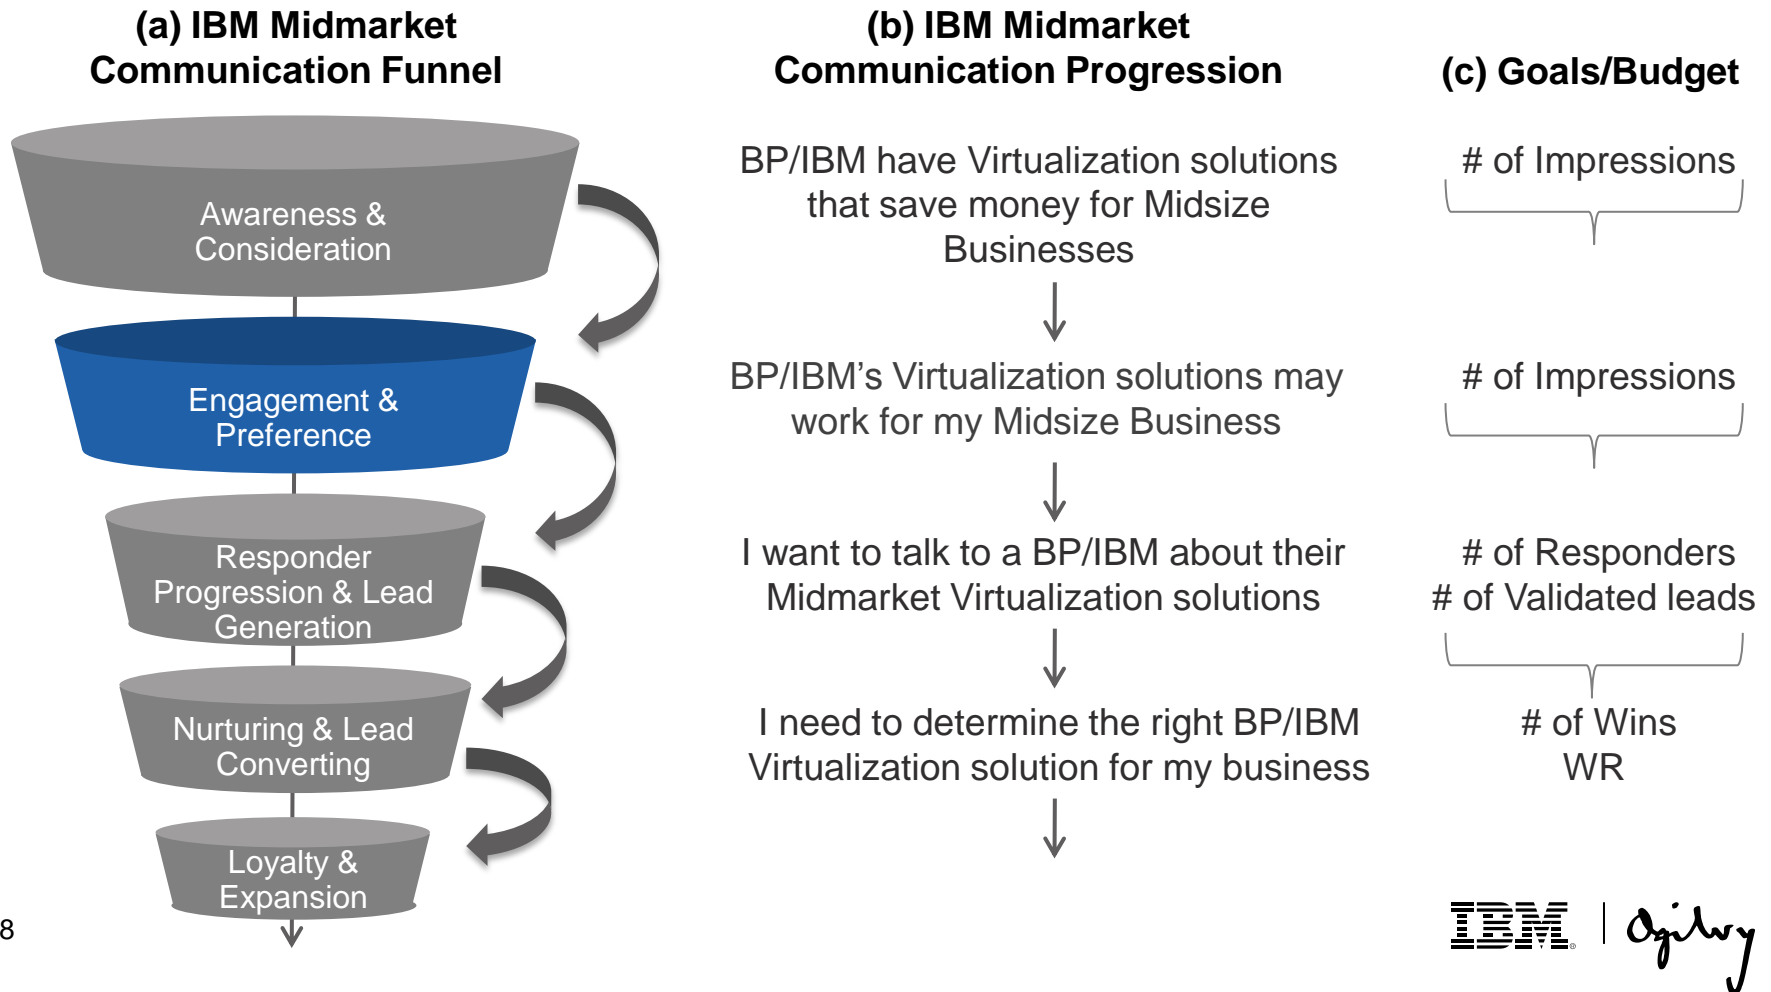 (a) IBM Midmarket
Communication Funnel
Awareness &
Consideration
Engagement &
Preference
Responder
Progression & Lead
Generation
Nurturing & Lead
Converting
Loyalty &
Expansion
(b) IBM Midmarket
Communication Progression
BP/IBM have Virtualization solutions
that save money for Midsize
Businesses
BP/IBM’s Virtualization solutions may
work for my Midsize Business
I want to talk to a BP/IBM about their
Midmarket Virtualization solutions
I need to determine the right BP/IBM
Virtualization solution for my business
(c) Goals/Budget
# of Impressions
# of Impressions
# of Responders
# of Validated leads
# of Wins
WR
8
IBM®
Ogilvy